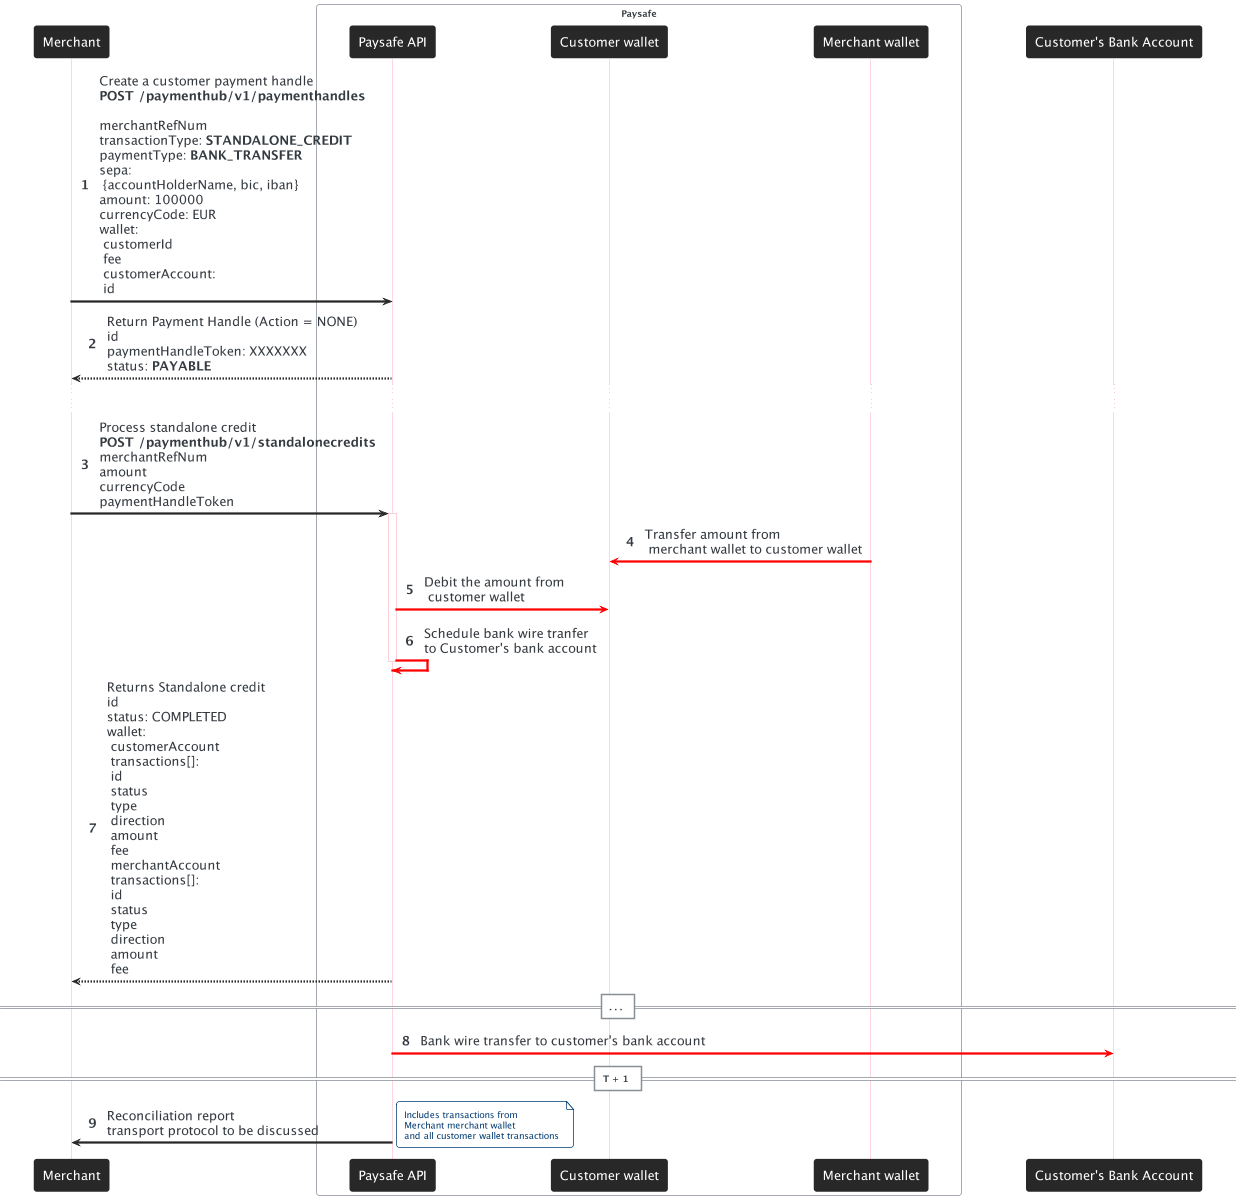 Paysafe
Merchant
Paysafe API
Customer wallet
Merchant wallet
Customer's Bank Account
Create a customer payment handle
POST /paymenthub/v1/paymenthandles
merchantRefNum
transactionType: STANDALONE_CREDIT
paymentType: BANK_TRANSFER
sepa:
1 {accountHolderName, bic, iban}
amount: 100000
currencyCode: EUR
wallet:
customerId
fee
customerAccount:
id
Return Payment Handle (Action = NONE)
id
2 paymentHandleToken: XXXXXXX
status: PAYABLE
Process standalone credit
POST /paymenthub/v1/standalonecredits
3 merchantRefNum
amount
currencyCode
paymentHandleToken
4 Transfer amount from
merchant wallet to customer wallet
5 Debit the amount from
customer wallet
6 Schedule bank wire tranfer
to Customer's bank account
Returns Standalone credit
id
status: COMPLETED
wallet:
customerAccount
transactions[]:
id
status
type
direction
7 amount
fee
merchantAccount
transactions[]:
id
status
type
direction
amount
fee
...
8 Bank wire transfer to customer's bank account
T + 1
9 Reconciliation report
transport protocol to be discussed
Includes transactions from
Merchant merchant wallet
and all customer wallet transactions
Merchant
Paysafe API
Customer wallet
Merchant wallet
Customer's Bank Account